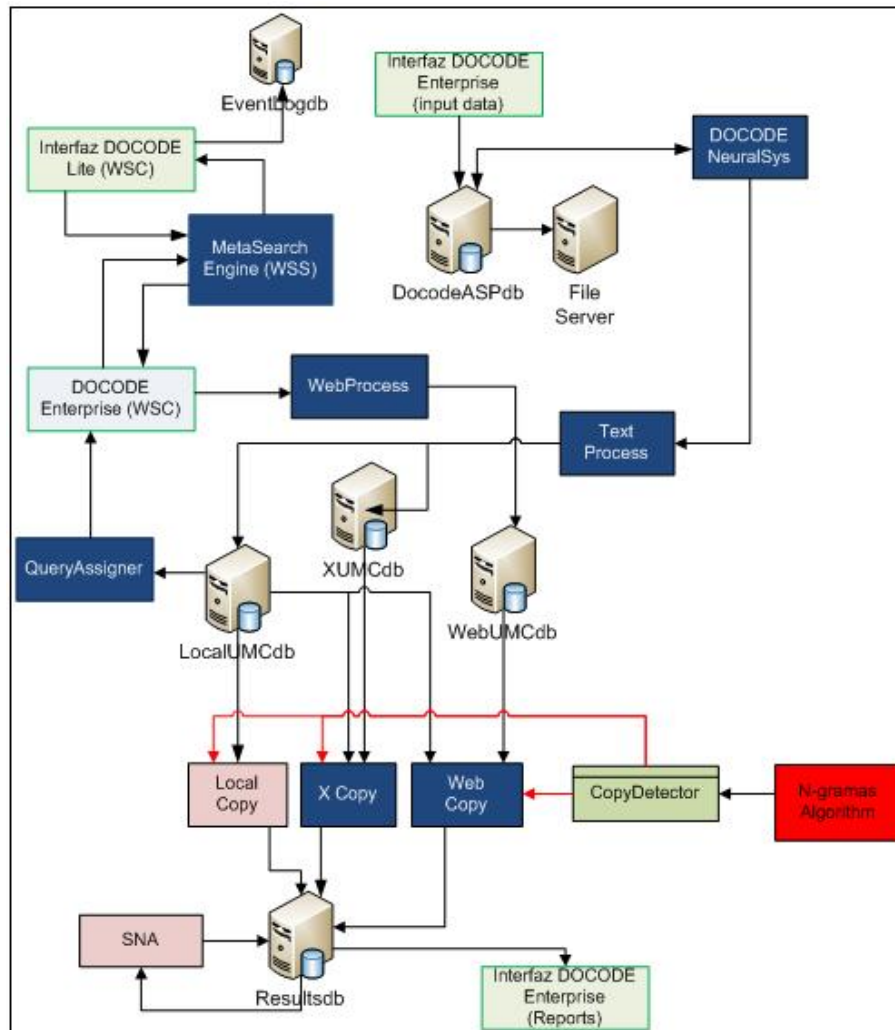 EventLogdb
Interfaz DOCODE
Enterprise
(input data)
Interfaz DOCODE
Lite (WSC)
DOCODE
NeuralSys
MetaSearch
Engine (WSS)
DocodeASPdb
File
Server
DOCODE
Enterprise (WSC)
WebProcess
Text
Process
QueryAssigner
XUMCdb
LocalUMCdb
WebUMCdb
Local
Copy
X Copy
Web
Copy
CopyDetector
N-gramas
Algorithm
SNA
Resultsdb
Interfaz DOCODE
Enterprise
(Reports)